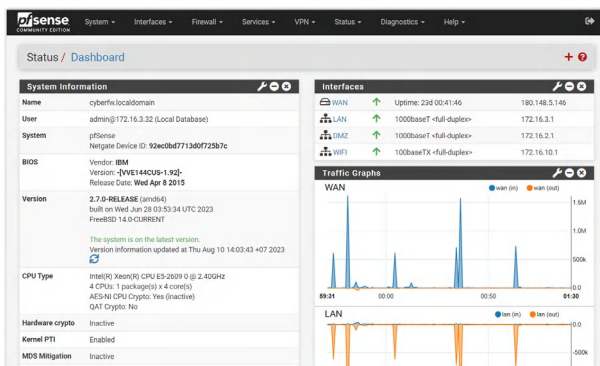 pfsense
COMMUNITY EDITION
System
Interfaces
Firewall
Services
VPN
Status
Diagnostics
Help
Status / Dashboard
System Information
Name cyberfw.localdomain
User admin@172.16.3.32 (Local Database)
System pfSense
Netgate Device ID: 92ec0bd7713d0f725b7c
BIOS Vendor: IBM
Version: -[VVE144CUS-1.92]-
Release Date: Wed Apr 8 2015
Version 2.7.0-RELEASE (amd64)
built on Wed Jun 28 03:53:34 UTC 2023
FreeBSD 14.0-CURRENT
The system is on the latest version.
Version information updated at Thu Aug 10 14:03:43 +07 2023
CPU Type Intel(R) Xeon(R) CPU E5-2609 0 @ 2.40GHz
4 CPUs: 1 package(s) x 4 core(s)
AES-NI CPU Crypto: Yes (inactive)
QAT Crypto: No
Hardware crypto Inactive
Kernel PTI Enabled
MDS Mitigation Inactive
Interfaces
WAN Uptime: 23d 00:41:46 180.148.5.146
LAN 1000baseT <full-duplex> 172.16.3.1
DMZ 1000baseT <full-duplex> 172.16.2.1
WIFI 100baseTX <full-duplex> 172.16.10.1
Traffic Graphs
WAN
wan (in) wan (out)
1.6M
1.0M
500k
0.0
59:31 00:00 00:50 01:30
LAN
lan (in) lan (out)
0.0
-500k